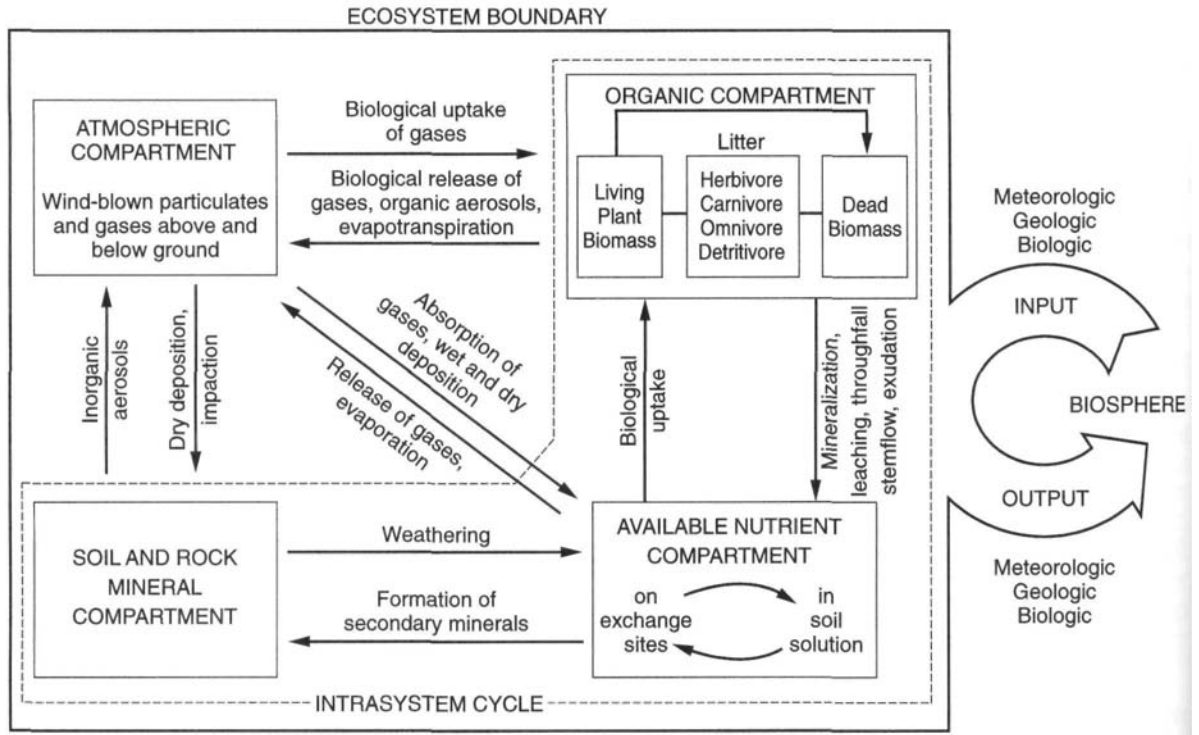 ECOSYSTEM BOUNDARY
ATMOSPHERIC
COMPARTMENT
Wind-blown particulates
and gases above and
below ground
Biological uptake
of gases
Biological release of
gases, organic aerosols,
evapotranspiration
ORGANIC COMPARTMENT
Litter
Living
Plant
Biomass
Herbivore
Carnivore
Omnivore
Detritivore
Dead
Biomass
Meteorologic
Geologic
Biologic
INPUT
BIOSPHERE
OUTPUT
Meteorologic
Geologic
Biologic
Inorganic
aerosols
Dry deposition,
impaction
Absorption of
gases, wet and dry
deposition
Release of gases,
evaporation
Biological
uptake
Mineralization,
leaching, throughfall
stemflow, exudation
SOIL AND ROCK
MINERAL
COMPARTMENT
Weathering
Formation of
secondary minerals
AVAILABLE NUTRIENT
COMPARTMENT
on
exchange
sites
in
soil
solution
INTRASYSTEM CYCLE